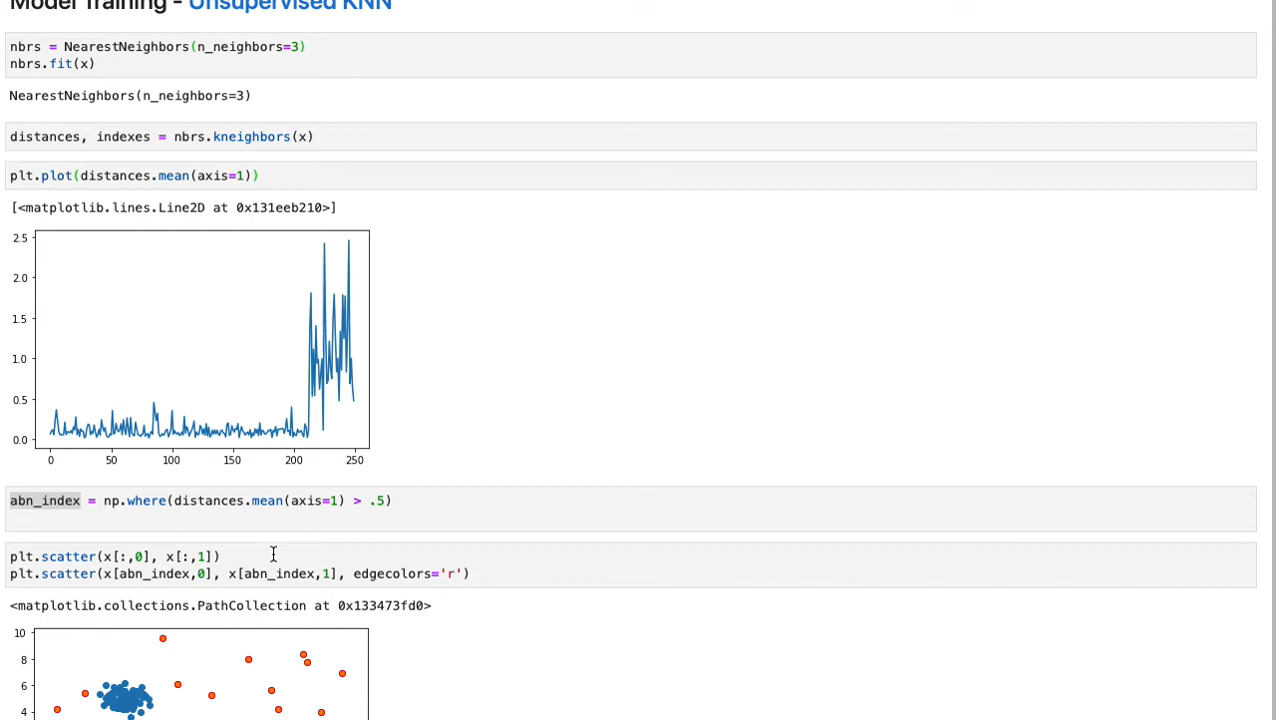 Model Training - Unsupervised KNN
nbrs = NearestNeighbors(n_neighbors=3)
nbrs.fit(x)
NearestNeighbors(n_neighbors=3)
distances, indexes = nbrs.kneighbors(x)
plt.plot(distances.mean(axis=1))
[<matplotlib.lines.Line2D at 0x131eeb210>]
2.5
2.0
1.5
1.0
0.5
0.0
0 50 100 150 200 250
abn_index = np.where(distances.mean(axis=1) > .5)
plt.scatter(x[:,0], x[:,1])
plt.scatter(x[abn_index,0], x[abn_index,1], edgecolors='r')
<matplotlib.collections.PathCollection at 0x133473fd0>
10
8
6
4